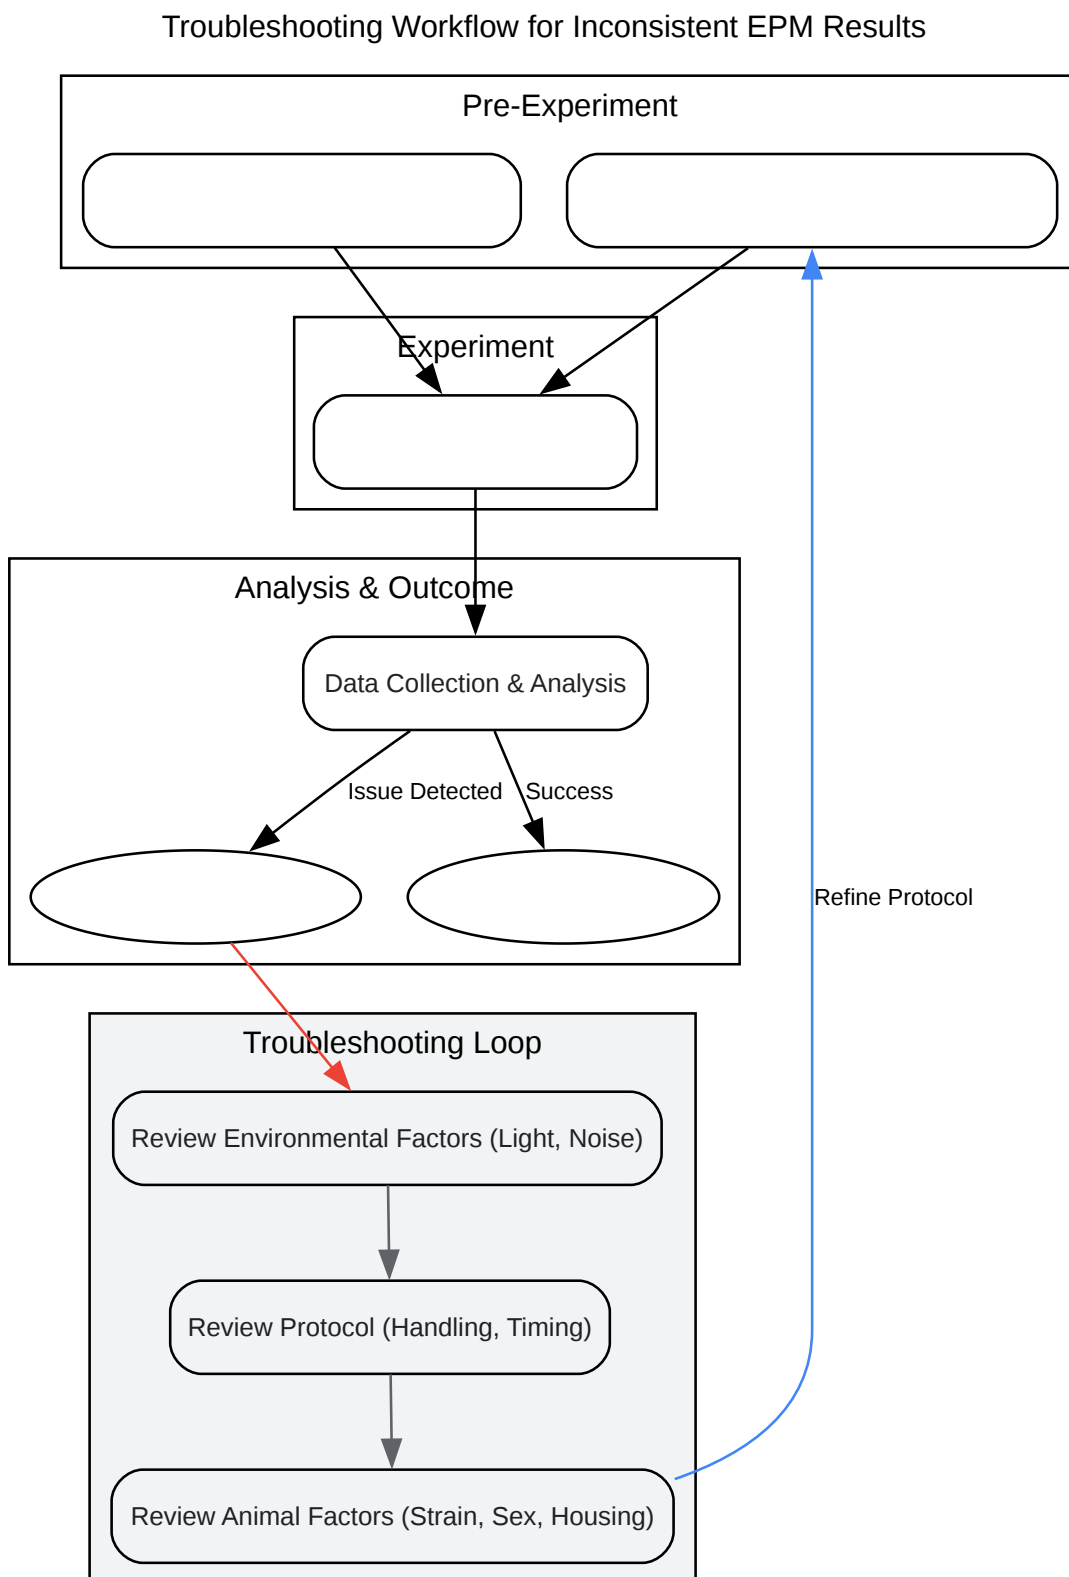 Troubleshooting Workflow for Inconsistent EPM Results
Pre-Experiment
Experiment
Analysis & Outcome
Data Collection & Analysis
Issue Detected
Success
Refine Protocol
Troubleshooting Loop
Review Environmental Factors (Light, Noise)
Review Protocol (Handling, Timing)
Review Animal Factors (Strain, Sex, Housing)